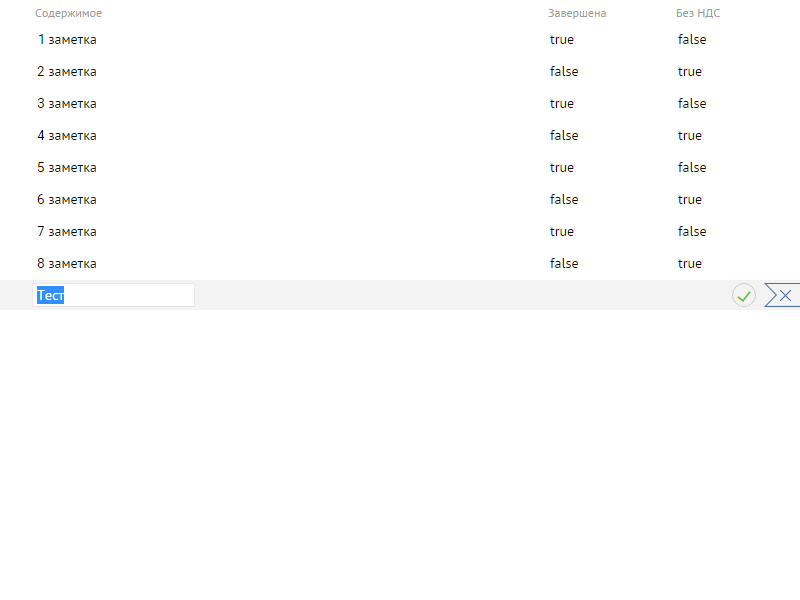 Содержимое Завершена Без НДС
1 заметка true false
2 заметка false true
3 заметка true false
4 заметка false true
5 заметка true false
6 заметка false true
7 заметка true false
8 заметка false true
Тест